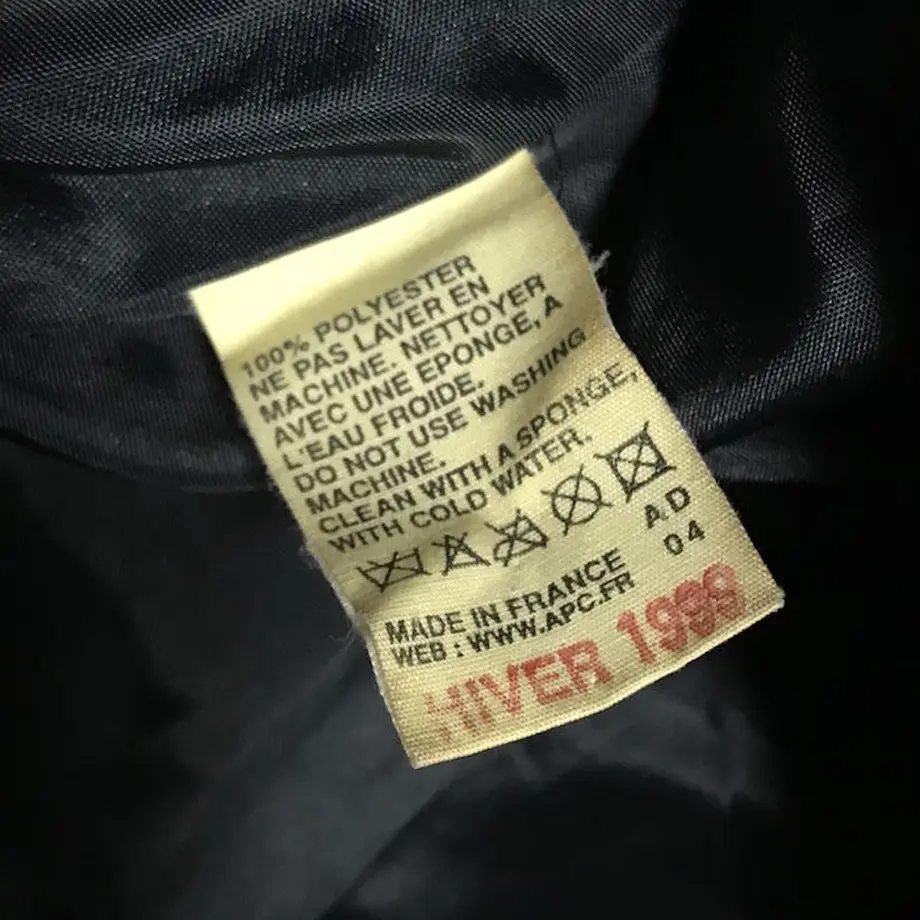 100% POLYESTER
NE PAS LAVER EN
MACHINE. NETTOYER
AVEC UNE EPONGE, A
L'EAU FROIDE.
DO NOT USE WASHING
MACHINE.
CLEAN WITH A SPONGE,
WITH COLD WATER.
AD
04
MADE IN FRANCE
WEB : WWW.APC.FR
HIVER 1999